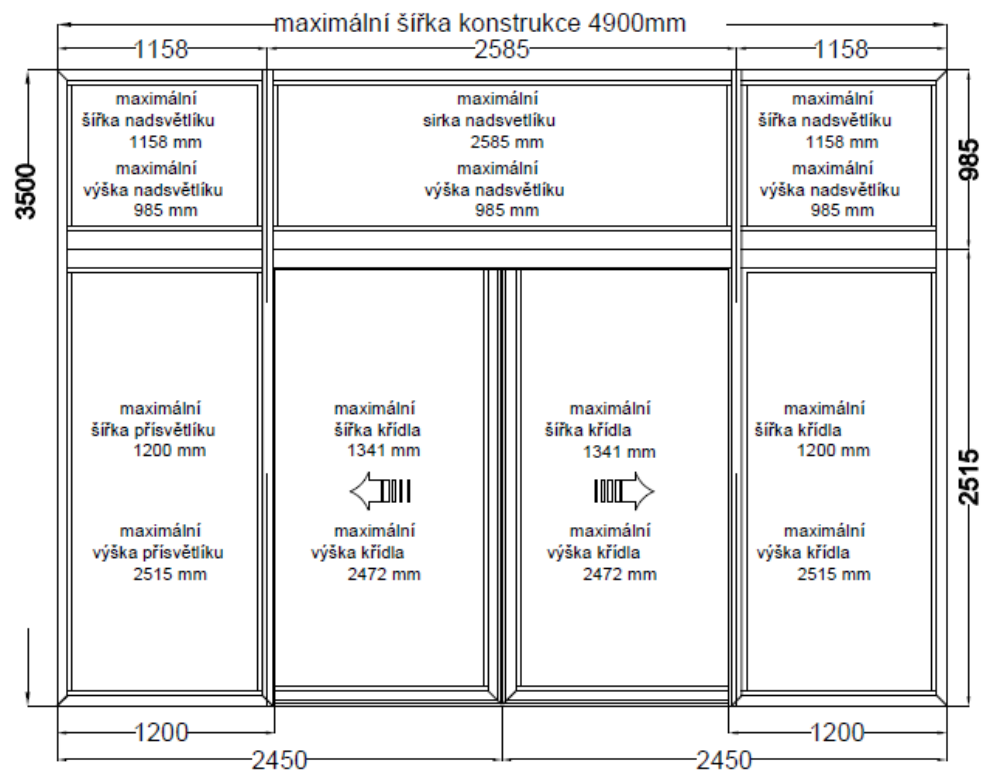 maximální šířka konstrukce 4900mm
1158
2585
1158
maximální
šířka nadsvětlíku
1158 mm
maximální
výška nadsvětlíku
985 mm
maximální
sirka nadsvetlíku
2585 mm
maximální
výška nadsvětlíku
985 mm
maximální
šířka nadsvětlíku
1158 mm
maximální
výška nadsvětlíku
985 mm
3500
985
maximální
šířka přísvětlíku
1200 mm
maximální
výška přísvětlíku
2515 mm
maximální
šířka křídla
1341 mm
maximální
výška křídla
2472 mm
maximální
šířka křídla
1341 mm
maximální
výška křídla
2472 mm
maximální
šířka křídla
1200 mm
maximální
výška křídla
2515 mm
2515
1200
1200
2450
2450